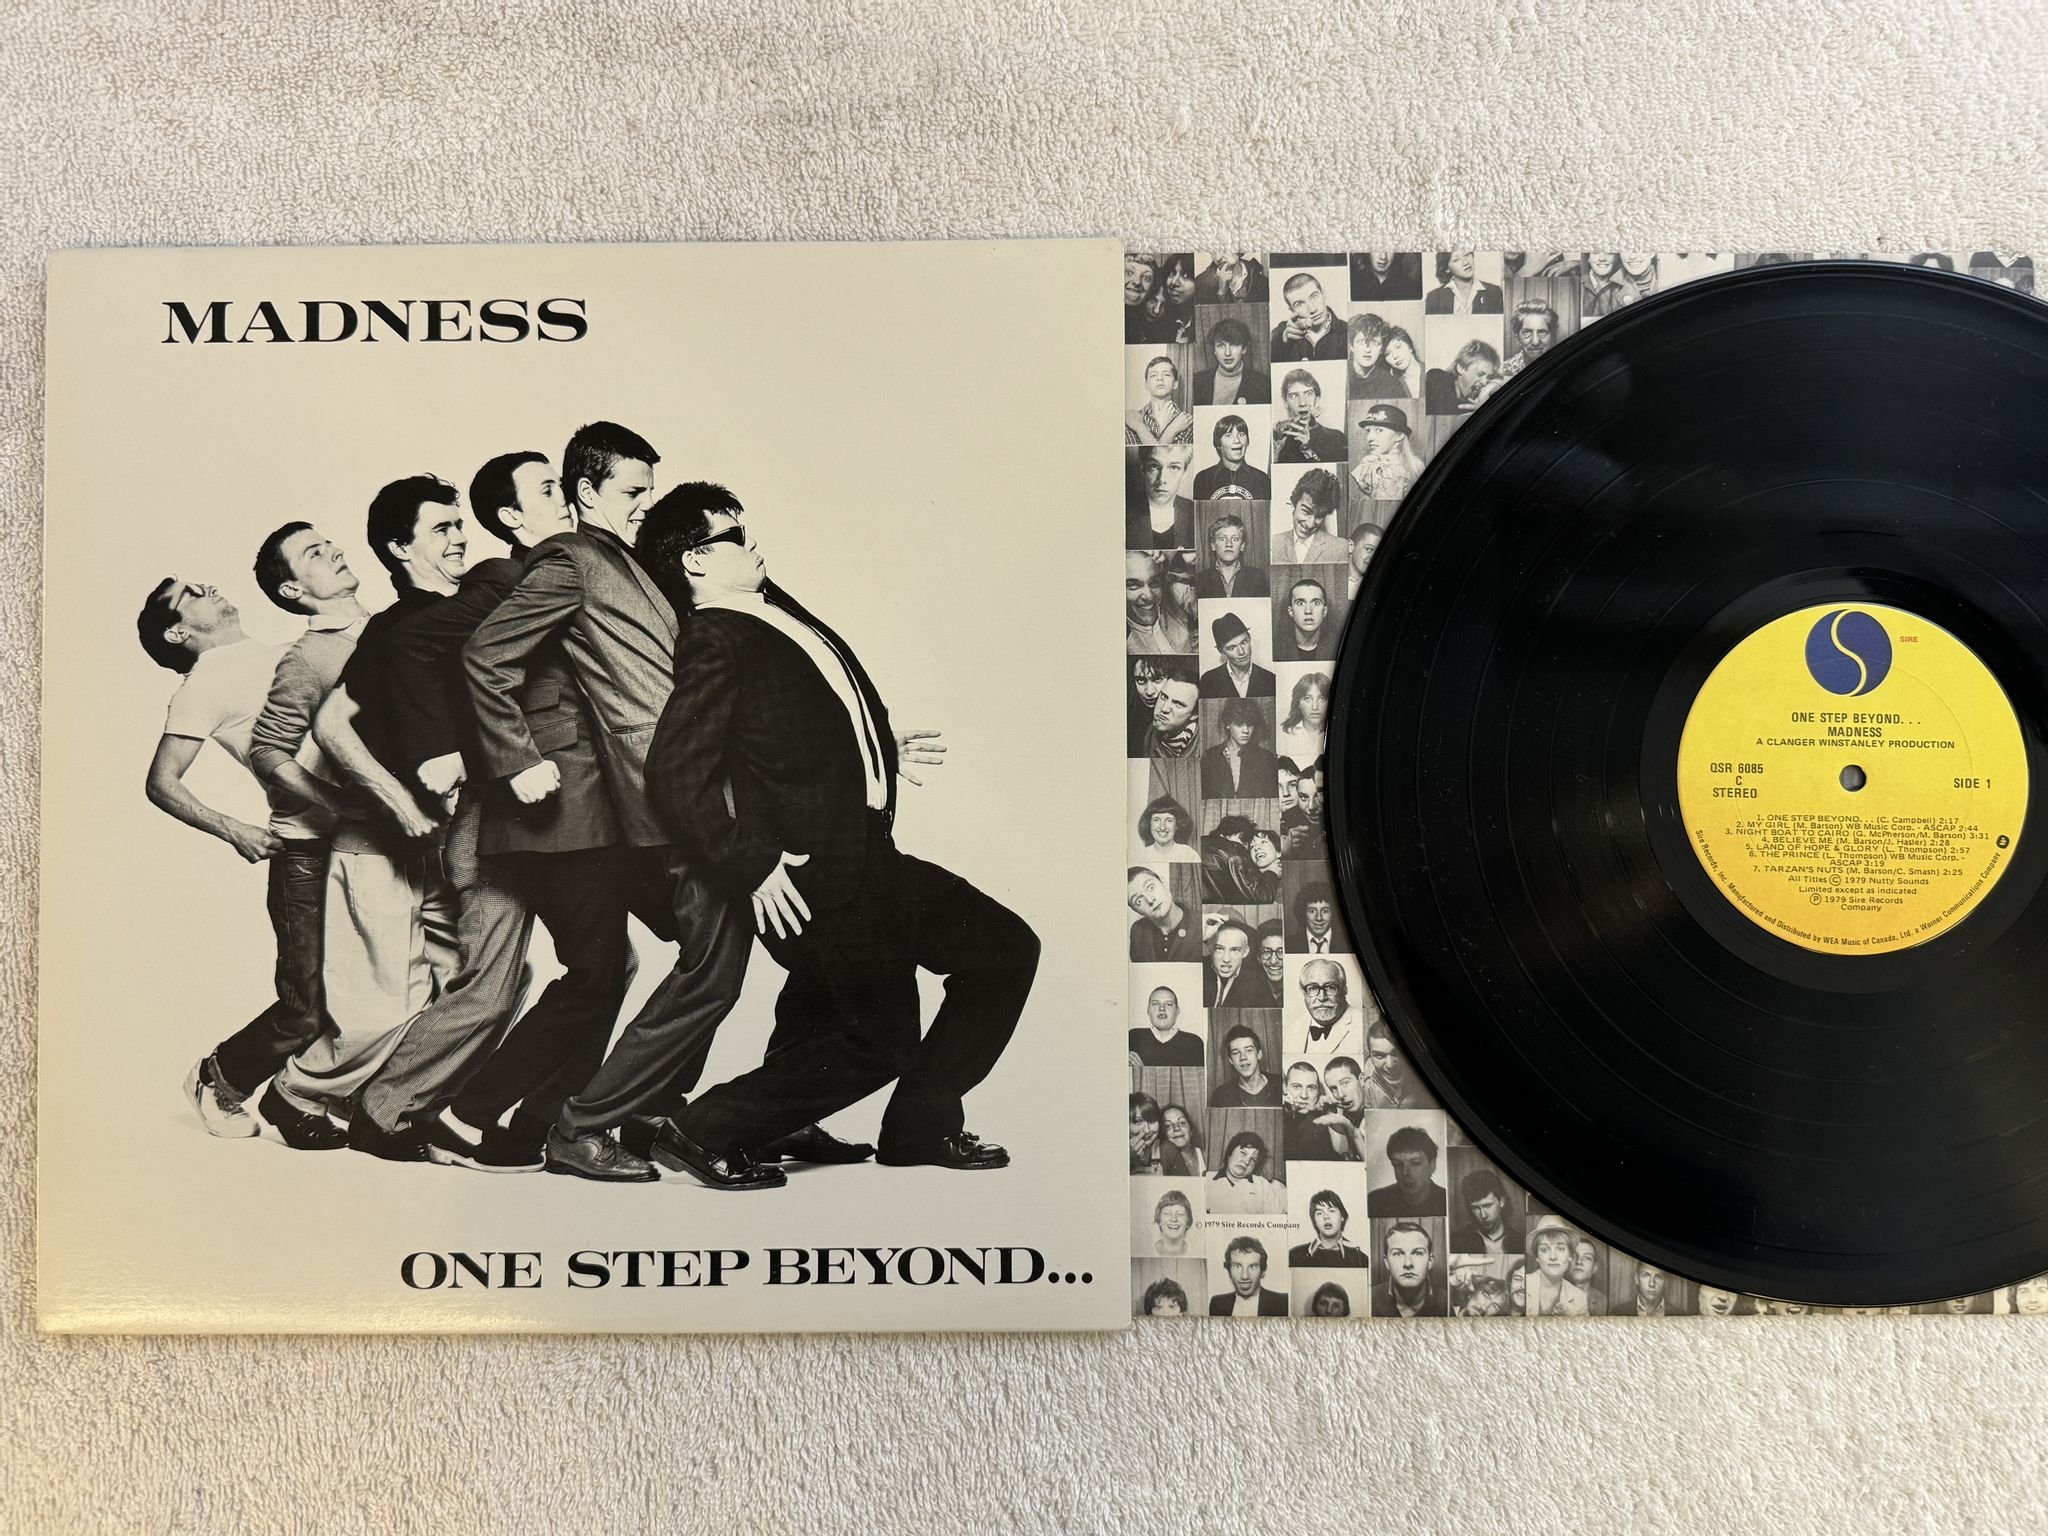 MADNESS
ONE STEP BEYOND...
© 1979 Sire Records Company
SIRE
ONE STEP BEYOND. . .
MADNESS
A CLANGER WINSTANLEY PRODUCTION
QSR 6085
C
STEREO
SIDE 1
1. ONE STEP BEYOND. . . (C. Campbell) 2:17
2. MY GIRL (M. Barson) WB Music Corp. - ASCAP 2:44
3. NIGHT BOAT TO CAIRO (G. McPherson/M. Barson) 3:31
4. BELIEVE ME (M. Barson/J. Hasler) 2:28
5. LAND OF HOPE & GLORY (L. Thompson) 2:57
6. THE PRINCE (L. Thompson) WB Music Corp. -
ASCAP 3:19
7. TARZAN'S NUTS (M. Barson/C. Smash) 2:25
All Titles © 1979 Nutty Sounds
Limited except as indicated
℗ 1979 Sire Records
Company
Sire Records, Inc. Manufactured and Distributed by WEA Music of Canada, Ltd. a Warner Communications Company